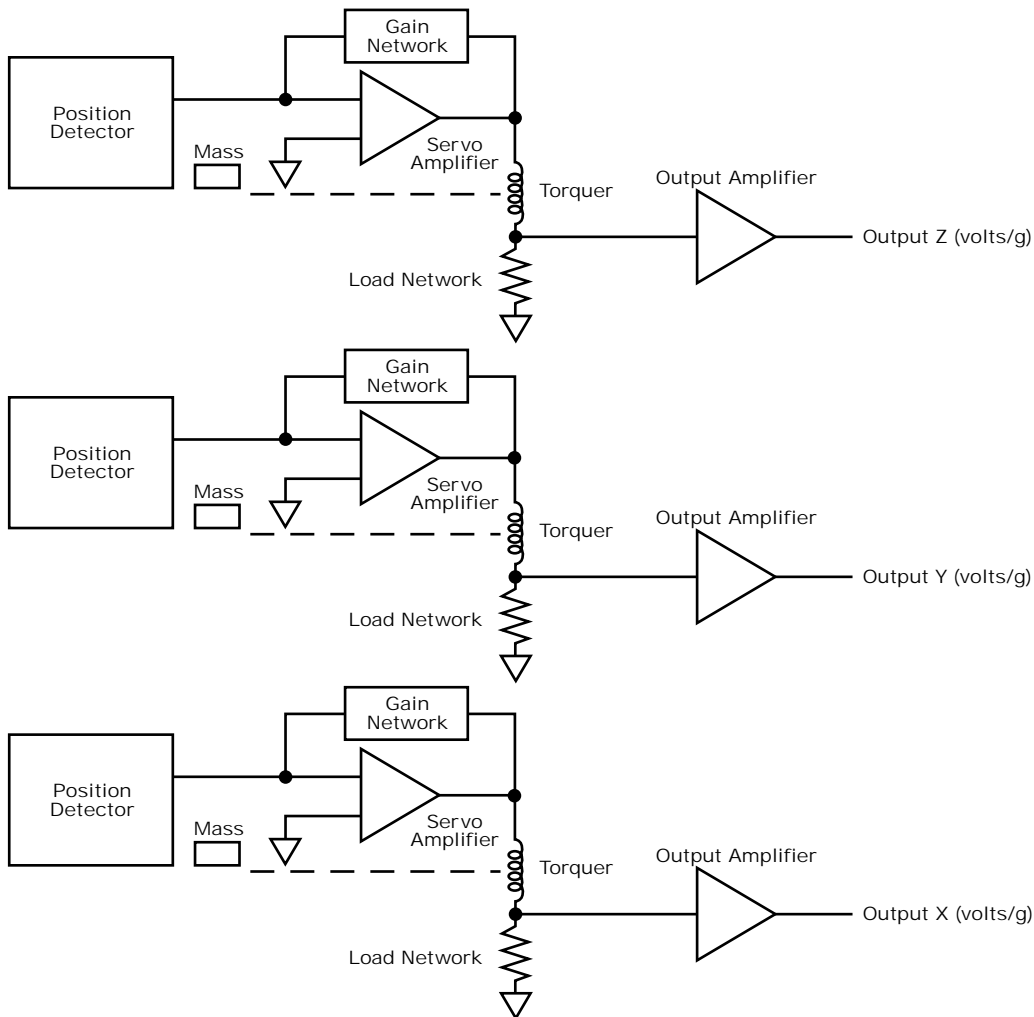 Gain
Network
Position
Detector
Mass
Servo
Amplifier
Torquer
Output Amplifier
Output Z (volts/g)
Load Network
Gain
Network
Position
Detector
Mass
Servo
Amplifier
Torquer
Output Amplifier
Output Y (volts/g)
Load Network
Gain
Network
Position
Detector
Mass
Servo
Amplifier
Torquer
Output Amplifier
Output X (volts/g)
Load Network